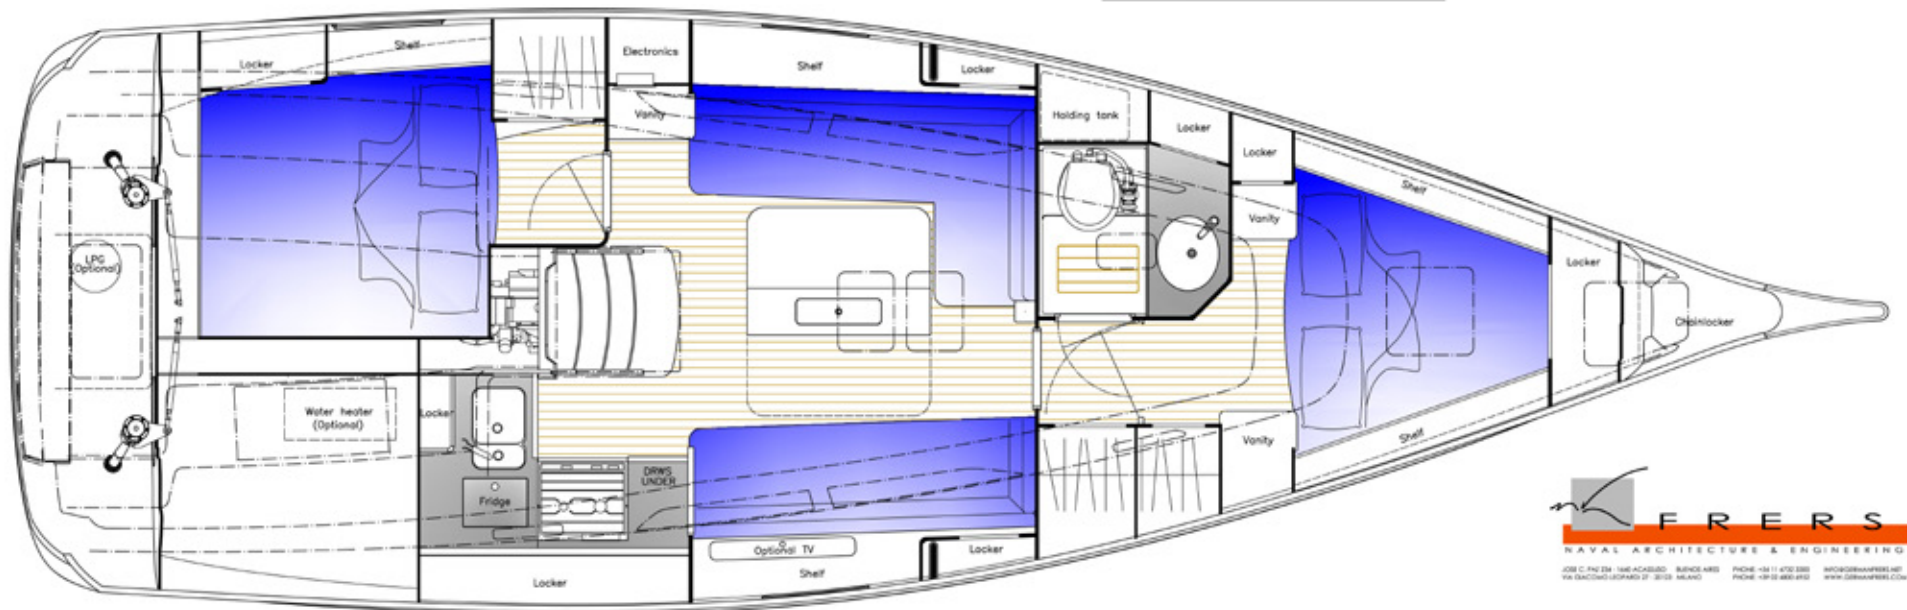 Shelf
Locker
Electronics
Shelf
Locker
Vanity
Holding tank
Locker
Locker
Shelf
Vanity
LPG
(Optional)
Locker
Chainlocker
Water heater
(Optional)
Locker
Fridge
DRWS
UNDER
Vanity
Shelf
Optional TV
Locker
Shelf
Locker
FRERS
NAVAL ARCHITECTURE & ENGINEERING